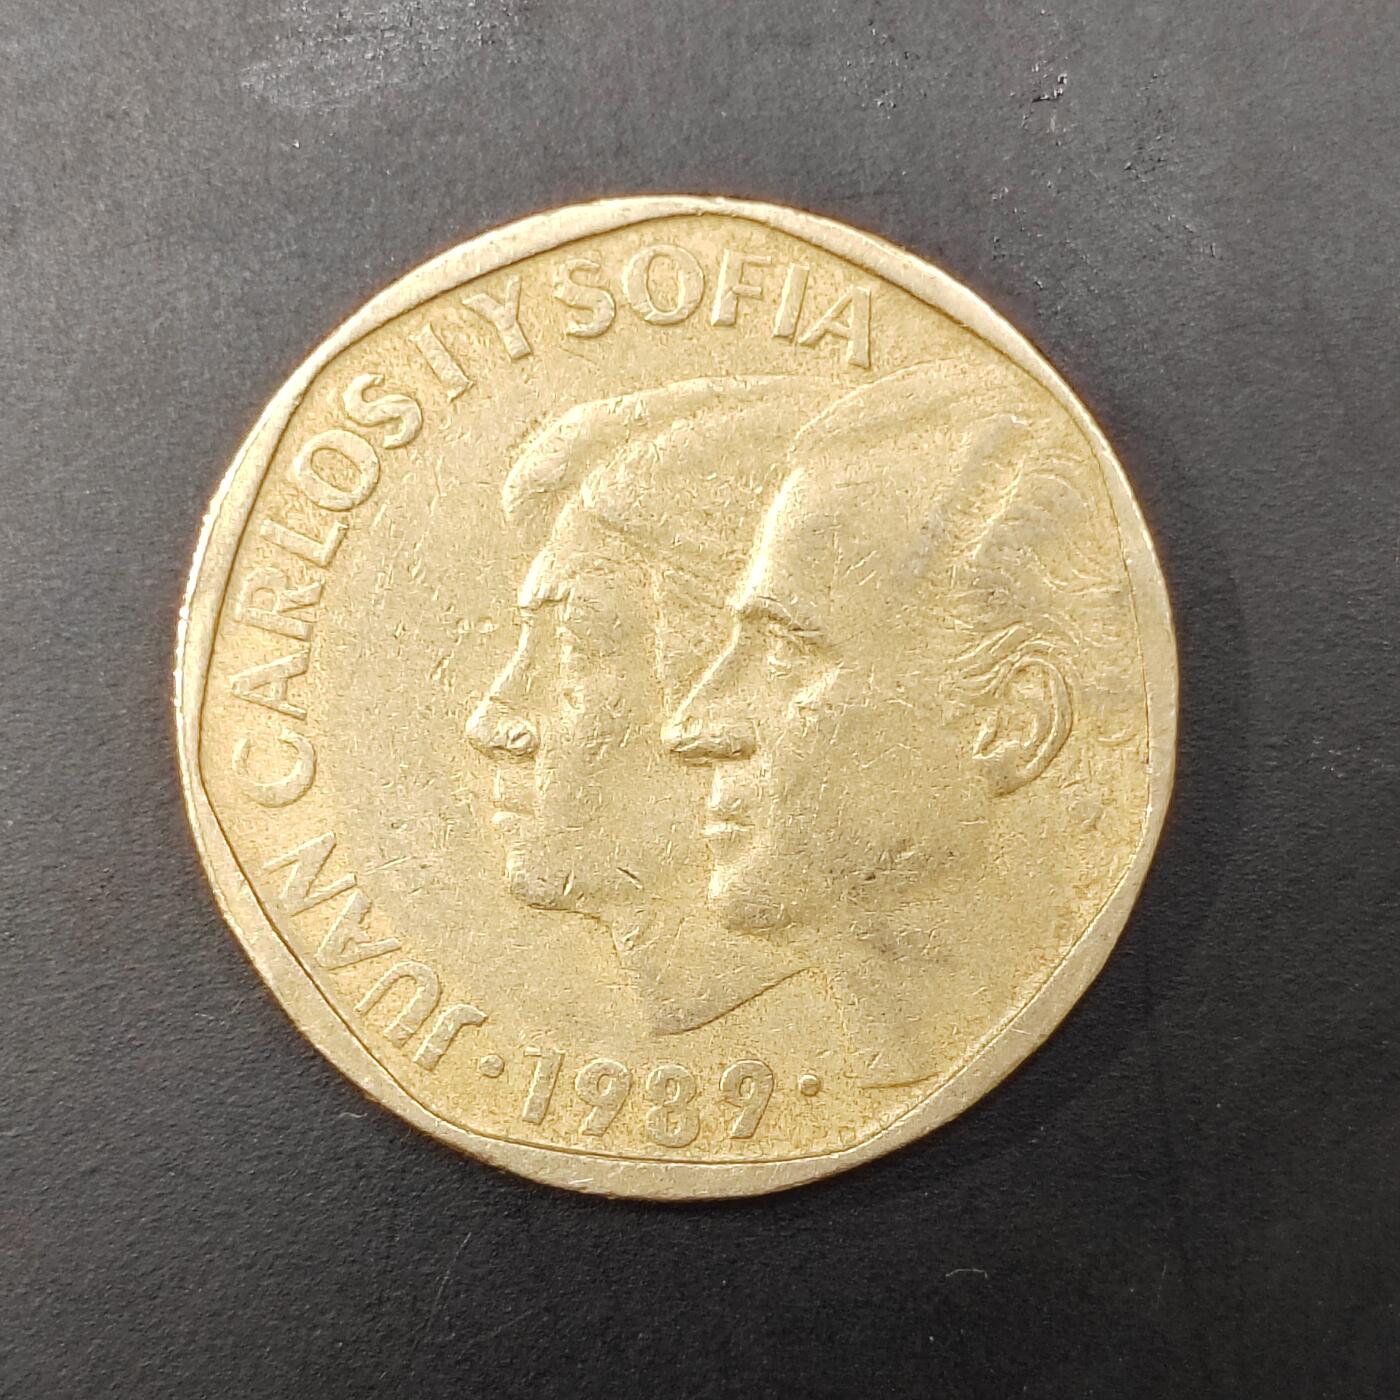 JUAN CARLOS I Y SOFIA
· 1989 ·